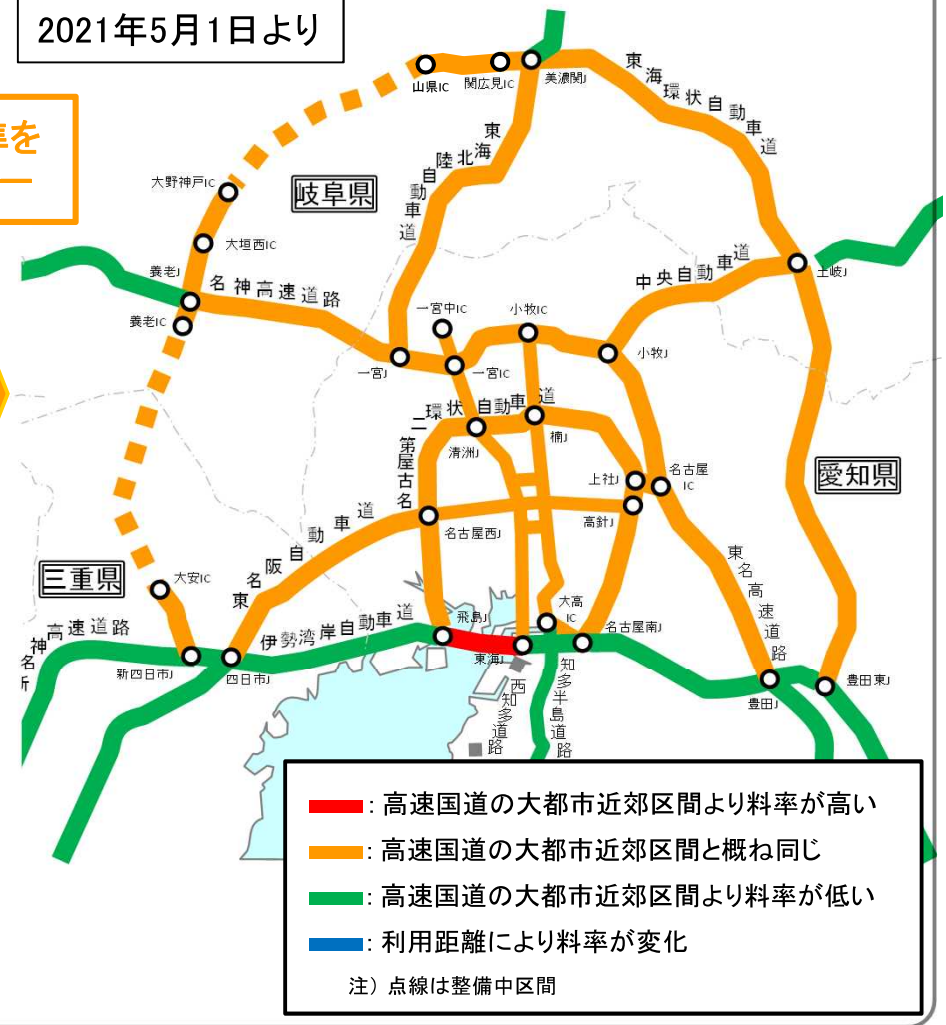 2021年5月1日より
準を
山県IC
関広見IC
美濃関J
東海環状自動車道
大野神戸IC
岐阜県
東海北陸自動車道
大垣西IC
養老J
名神高速道路
養老IC
中央自動車道
土岐J
一宮中IC
小牧IC
小牧J
一宮J
一宮IC
名古屋第二環状自動車道
清洲J
楠J
上社J
名古屋
IC
愛知県
高針J
名古屋西J
東名阪自動車道
東名高速道路
三重県
大安IC
新名神高速道路
伊勢湾岸自動車道
飛島J
大高
IC
名古屋南J
東海J
新四日市J
四日市J
西知多道路
知多半島道路
豊田J
豊田東J
:高速国道の大都市近郊区間より料率が高い
:高速国道の大都市近郊区間と概ね同じ
:高速国道の大都市近郊区間より料率が低い
:利用距離により料率が変化
注）点線は整備中区間